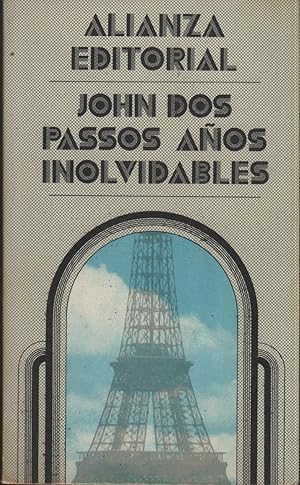 ALIANZA
EDITORIAL
JOHN DOS
PASSOS AÑOS
INOLVIDABLES